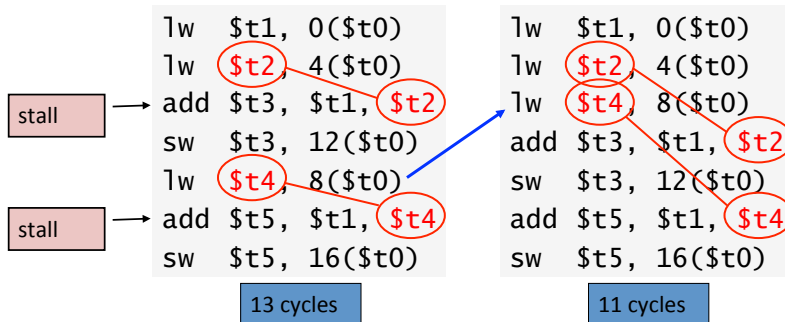 lw $t1, 0($t0)
lw $t2, 4($t0)
stall
add $t3, $t1, $t2
sw $t3, 12($t0)
lw $t4, 8($t0)
stall
add $t5, $t1, $t4
sw $t5, 16($t0)
13 cycles
lw $t1, 0($t0)
lw $t2, 4($t0)
lw $t4, 8($t0)
add $t3, $t1, $t2
sw $t3, 12($t0)
add $t5, $t1, $t4
sw $t5, 16($t0)
11 cycles